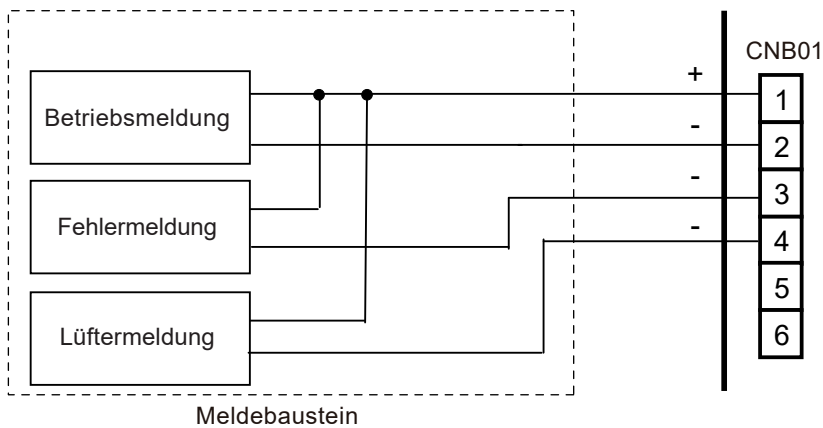 CNB01
+
1
Betriebsmeldung
-
2
-
3
Fehlermeldung
-
4
5
Lüftermeldung
6
Meldebaustein